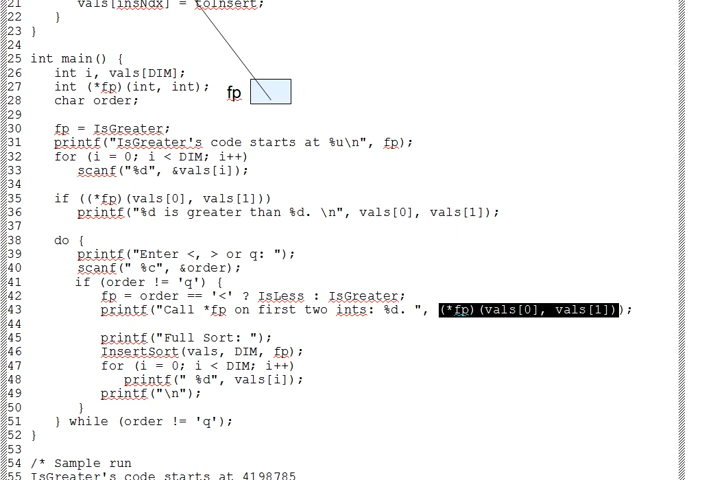 21 vals[insNdx] = toInsert;
22 }
23 }
24
25 int main() {
26 int i, vals[DIM];
27 int (*fp)(int, int);
fp
28 char order;
29
30 fp = IsGreater;
31 printf("IsGreater's code starts at %u\n", fp);
32 for (i = 0; i < DIM; i++)
33 scanf("%d", &vals[i]);
34
35 if ((*fp)(vals[0], vals[1]))
36 printf("%d is greater than %d. \n", vals[0], vals[1]);
37
38 do {
39 printf("Enter <, > or q: ");
40 scanf(" %c", &order);
41 if (order != 'q') {
42 fp = order == '<' ? IsLess : IsGreater;
43 printf("Call *fp on first two ints: %d. ", (*fp)(vals[0], vals[1]));
44
45 printf("Full Sort: ");
46 InsertSort(vals, DIM, fp);
47 for (i = 0; i < DIM; i++)
48 printf(" %d", vals[i]);
49 printf("\n");
50 }
51 } while (order != 'q');
52 }
53
54 /* Sample run
55 IsGreater's code starts at 4198785